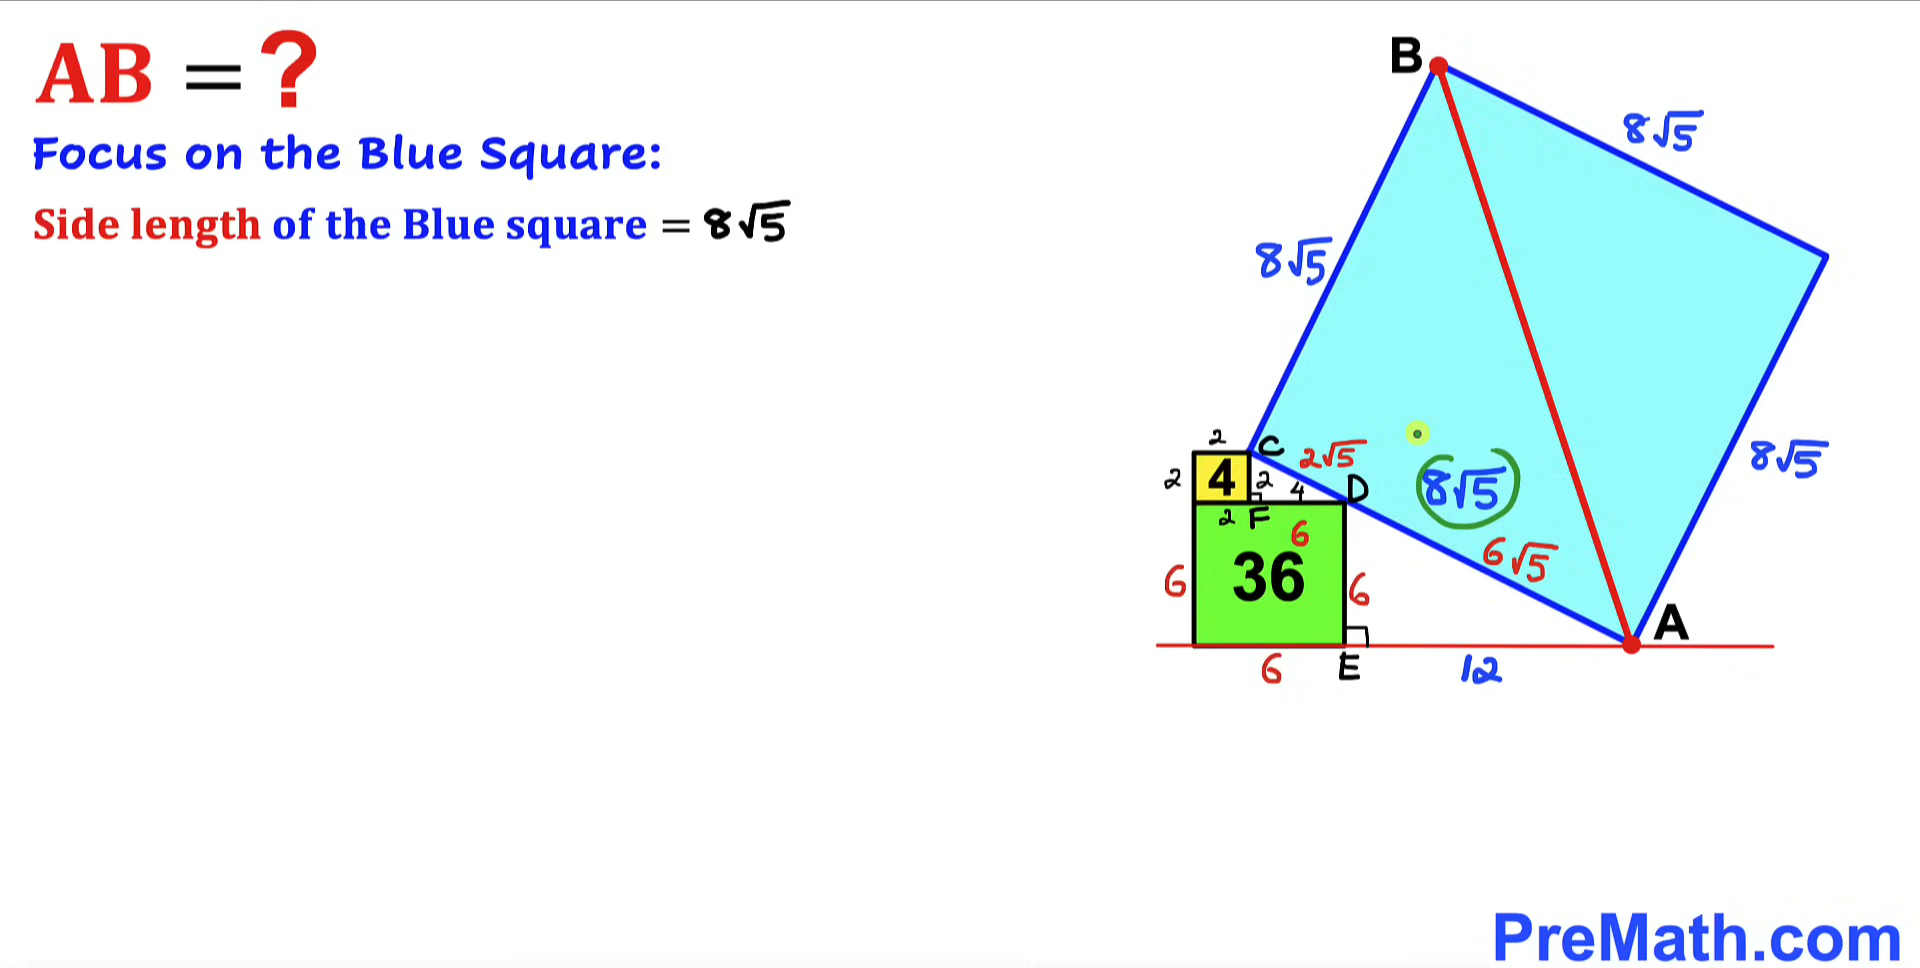 AB = ?
Focus on the Blue Square:
Side length of the Blue square = 8√5
B
8√5
8√5
2
C
2√5
8√5
2
4
2
4
D
8√5
2
F
6
6√5
6
36
6
A
6
E
12
PreMath.com